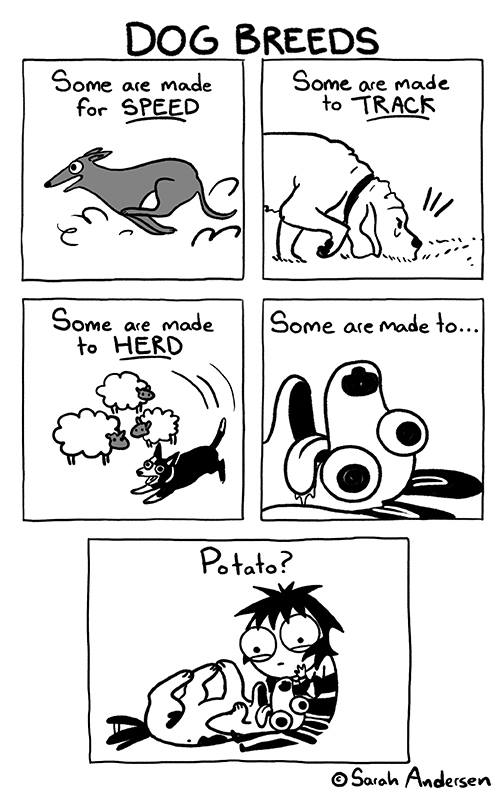 DOG BREEDS
Some are made
for SPEED
Some are made
to TRACK
Some are made
to HERD
Some are made to...
Potato?
© Sarah Andersen